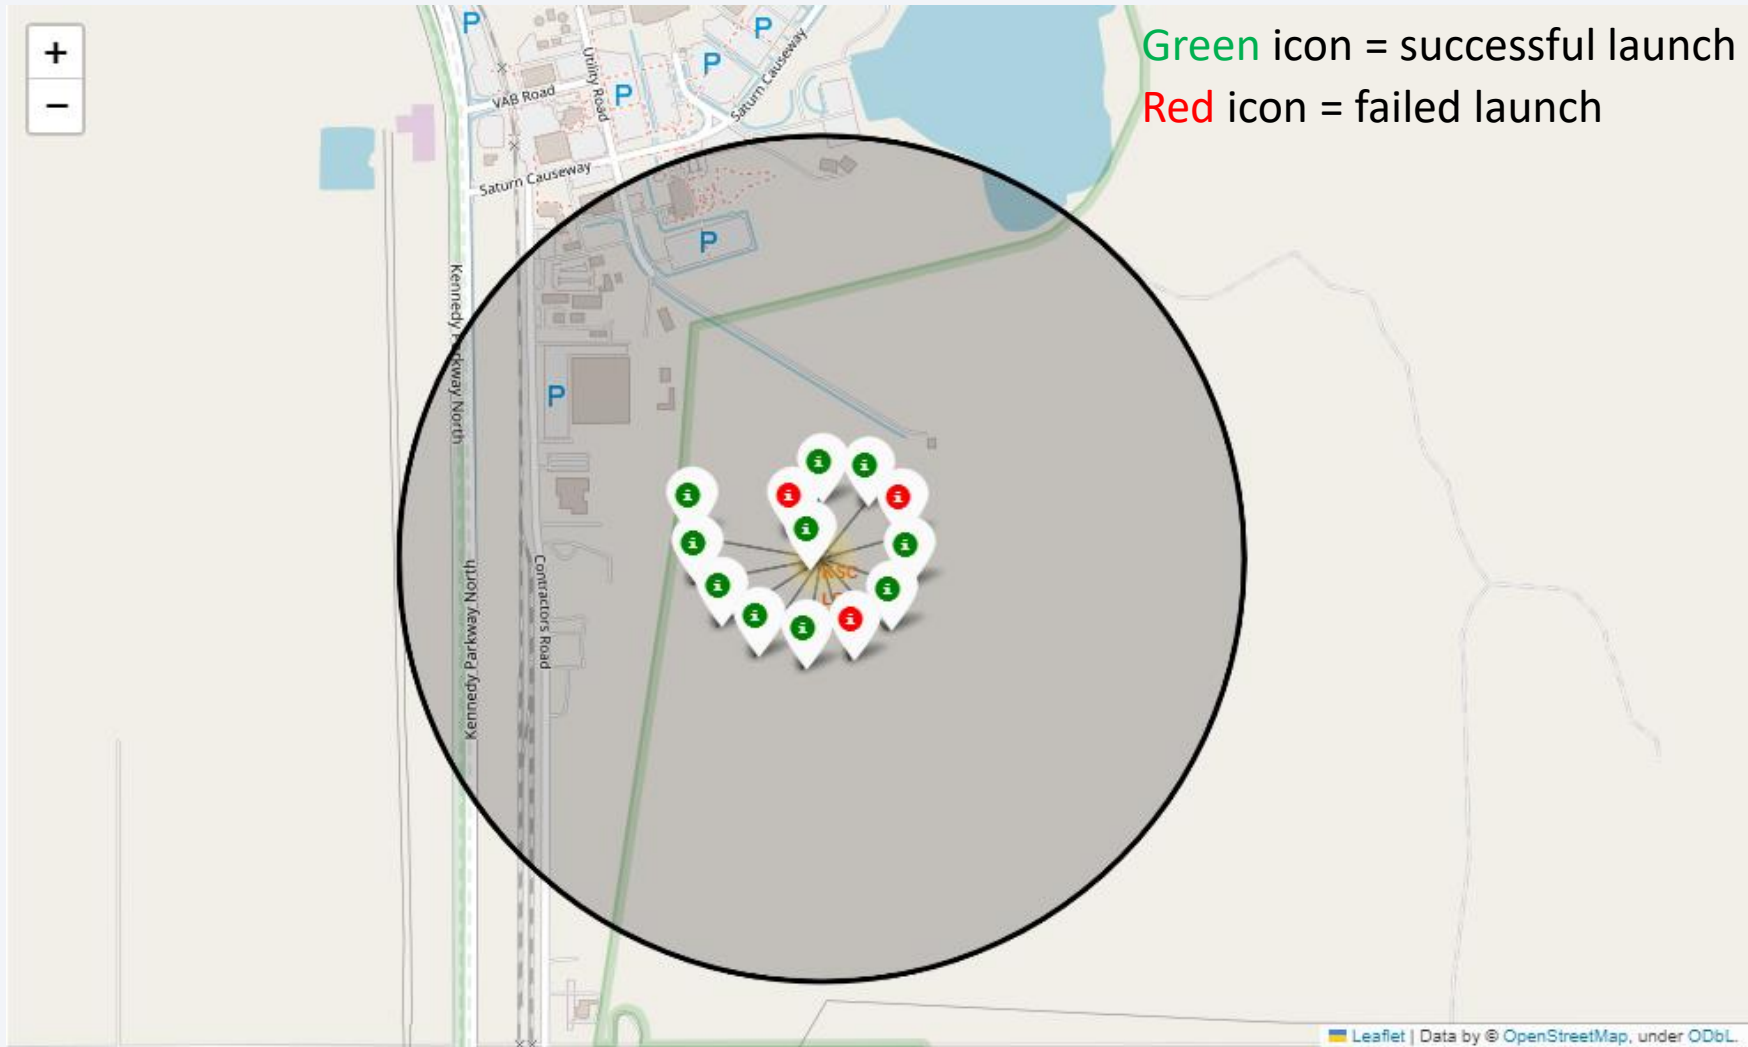 +
−
Green icon = successful launch
Red icon = failed launch
P
P
P
P
Utility Road
Saturn Causeway
VAB Road
Saturn Causeway
P
Kennedy Parkway North
P
Kennedy Parkway North
Contractors Road
KSC
Leaflet | Data by © OpenStreetMap, under ODbL.